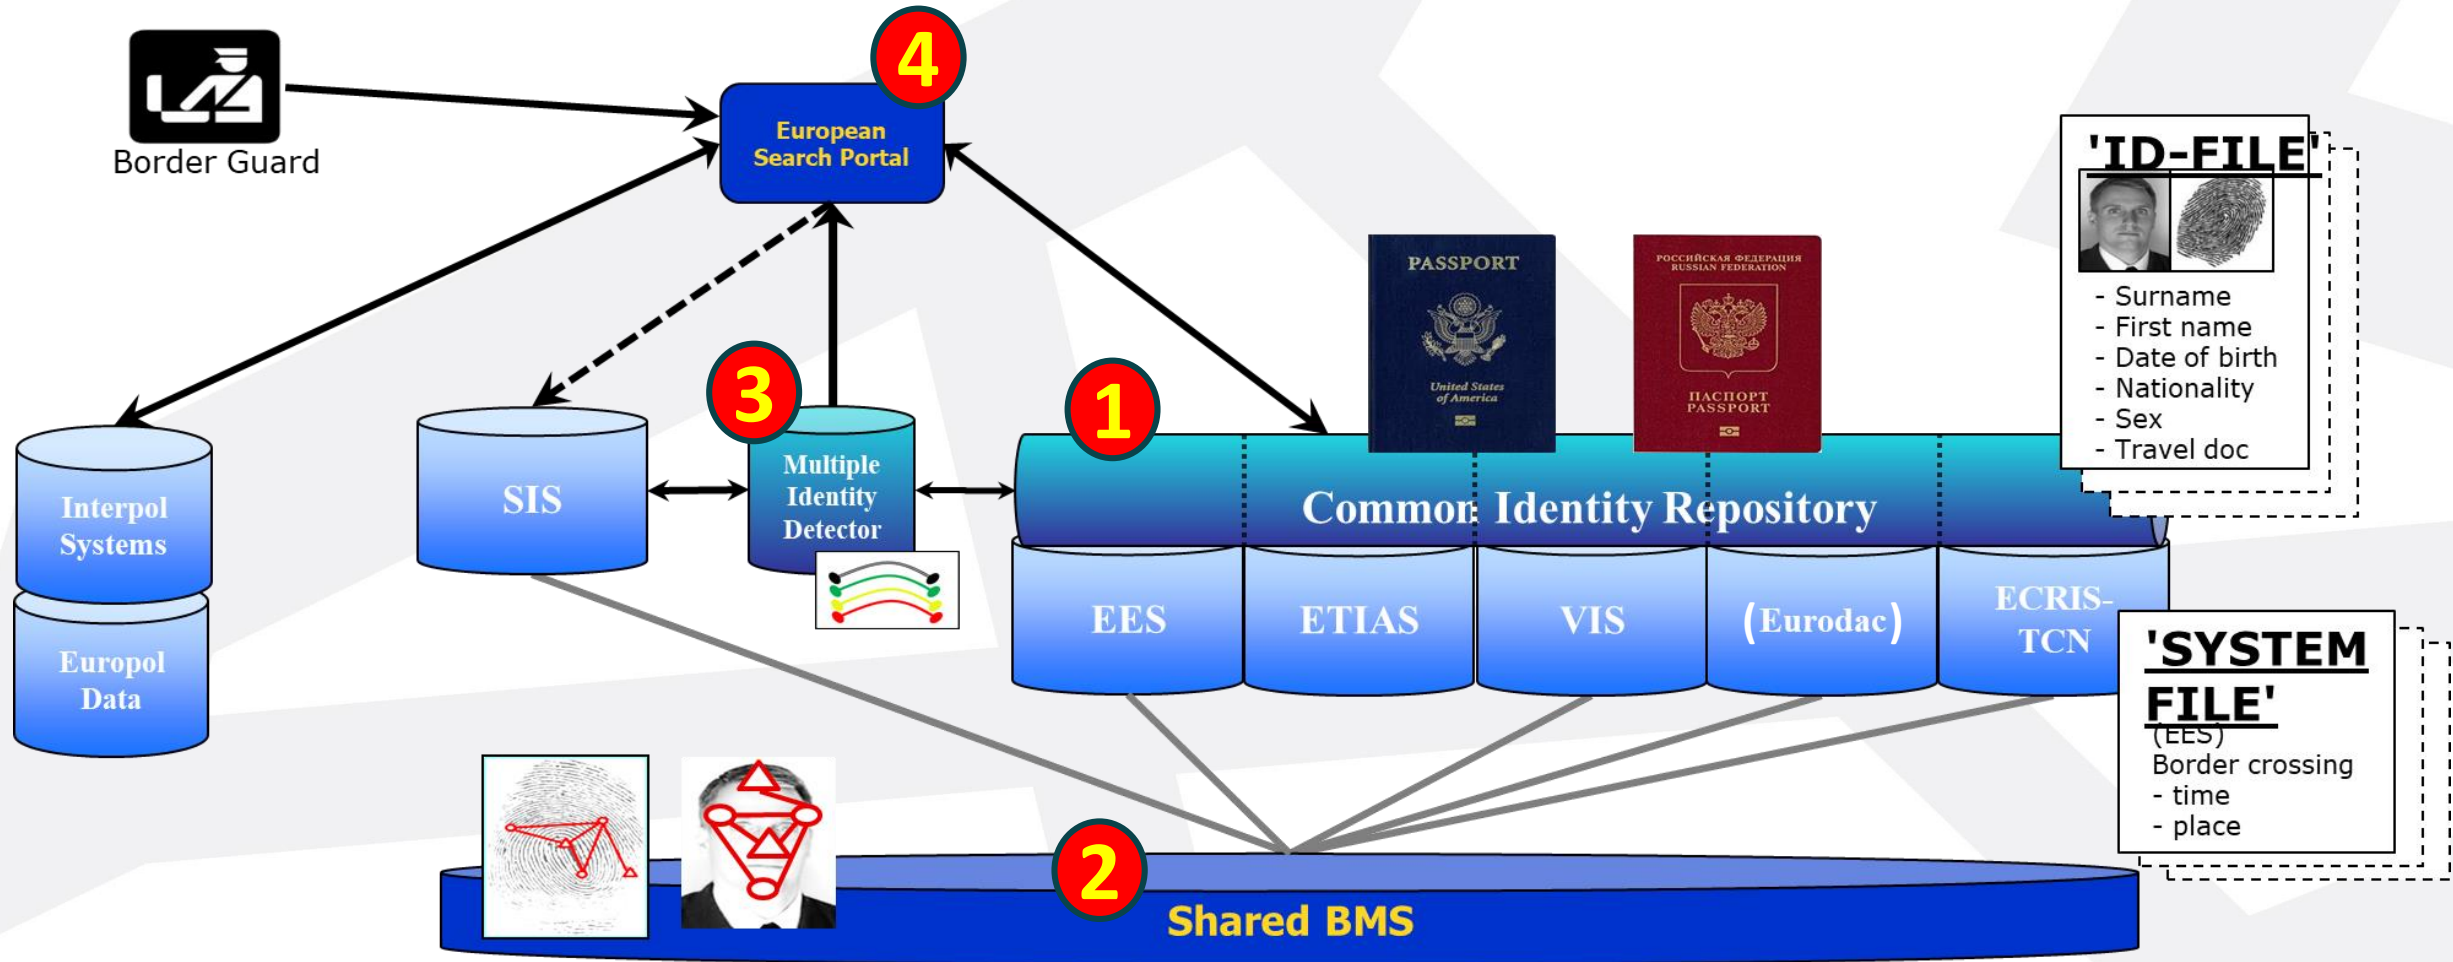 4
Border Guard
European
Search Portal
'ID-FILE'
- Surname
- First name
- Date of birth
- Nationality
- Sex
- Travel doc
PASSPORT
United States
of America
РОССИЙСКАЯ ФЕДЕРАЦИЯ
RUSSIAN FEDERATION
ПАСПОРТ
PASSPORT
3
1
Interpol
Systems
Europol
Data
SIS
Multiple
Identity
Detector
Common Identity Repository
EES
ETIAS
VIS
(Eurodac)
ECRIS-
TCN
'SYSTEM
FILE'
(EES)
Border crossing
- time
- place
2
Shared BMS